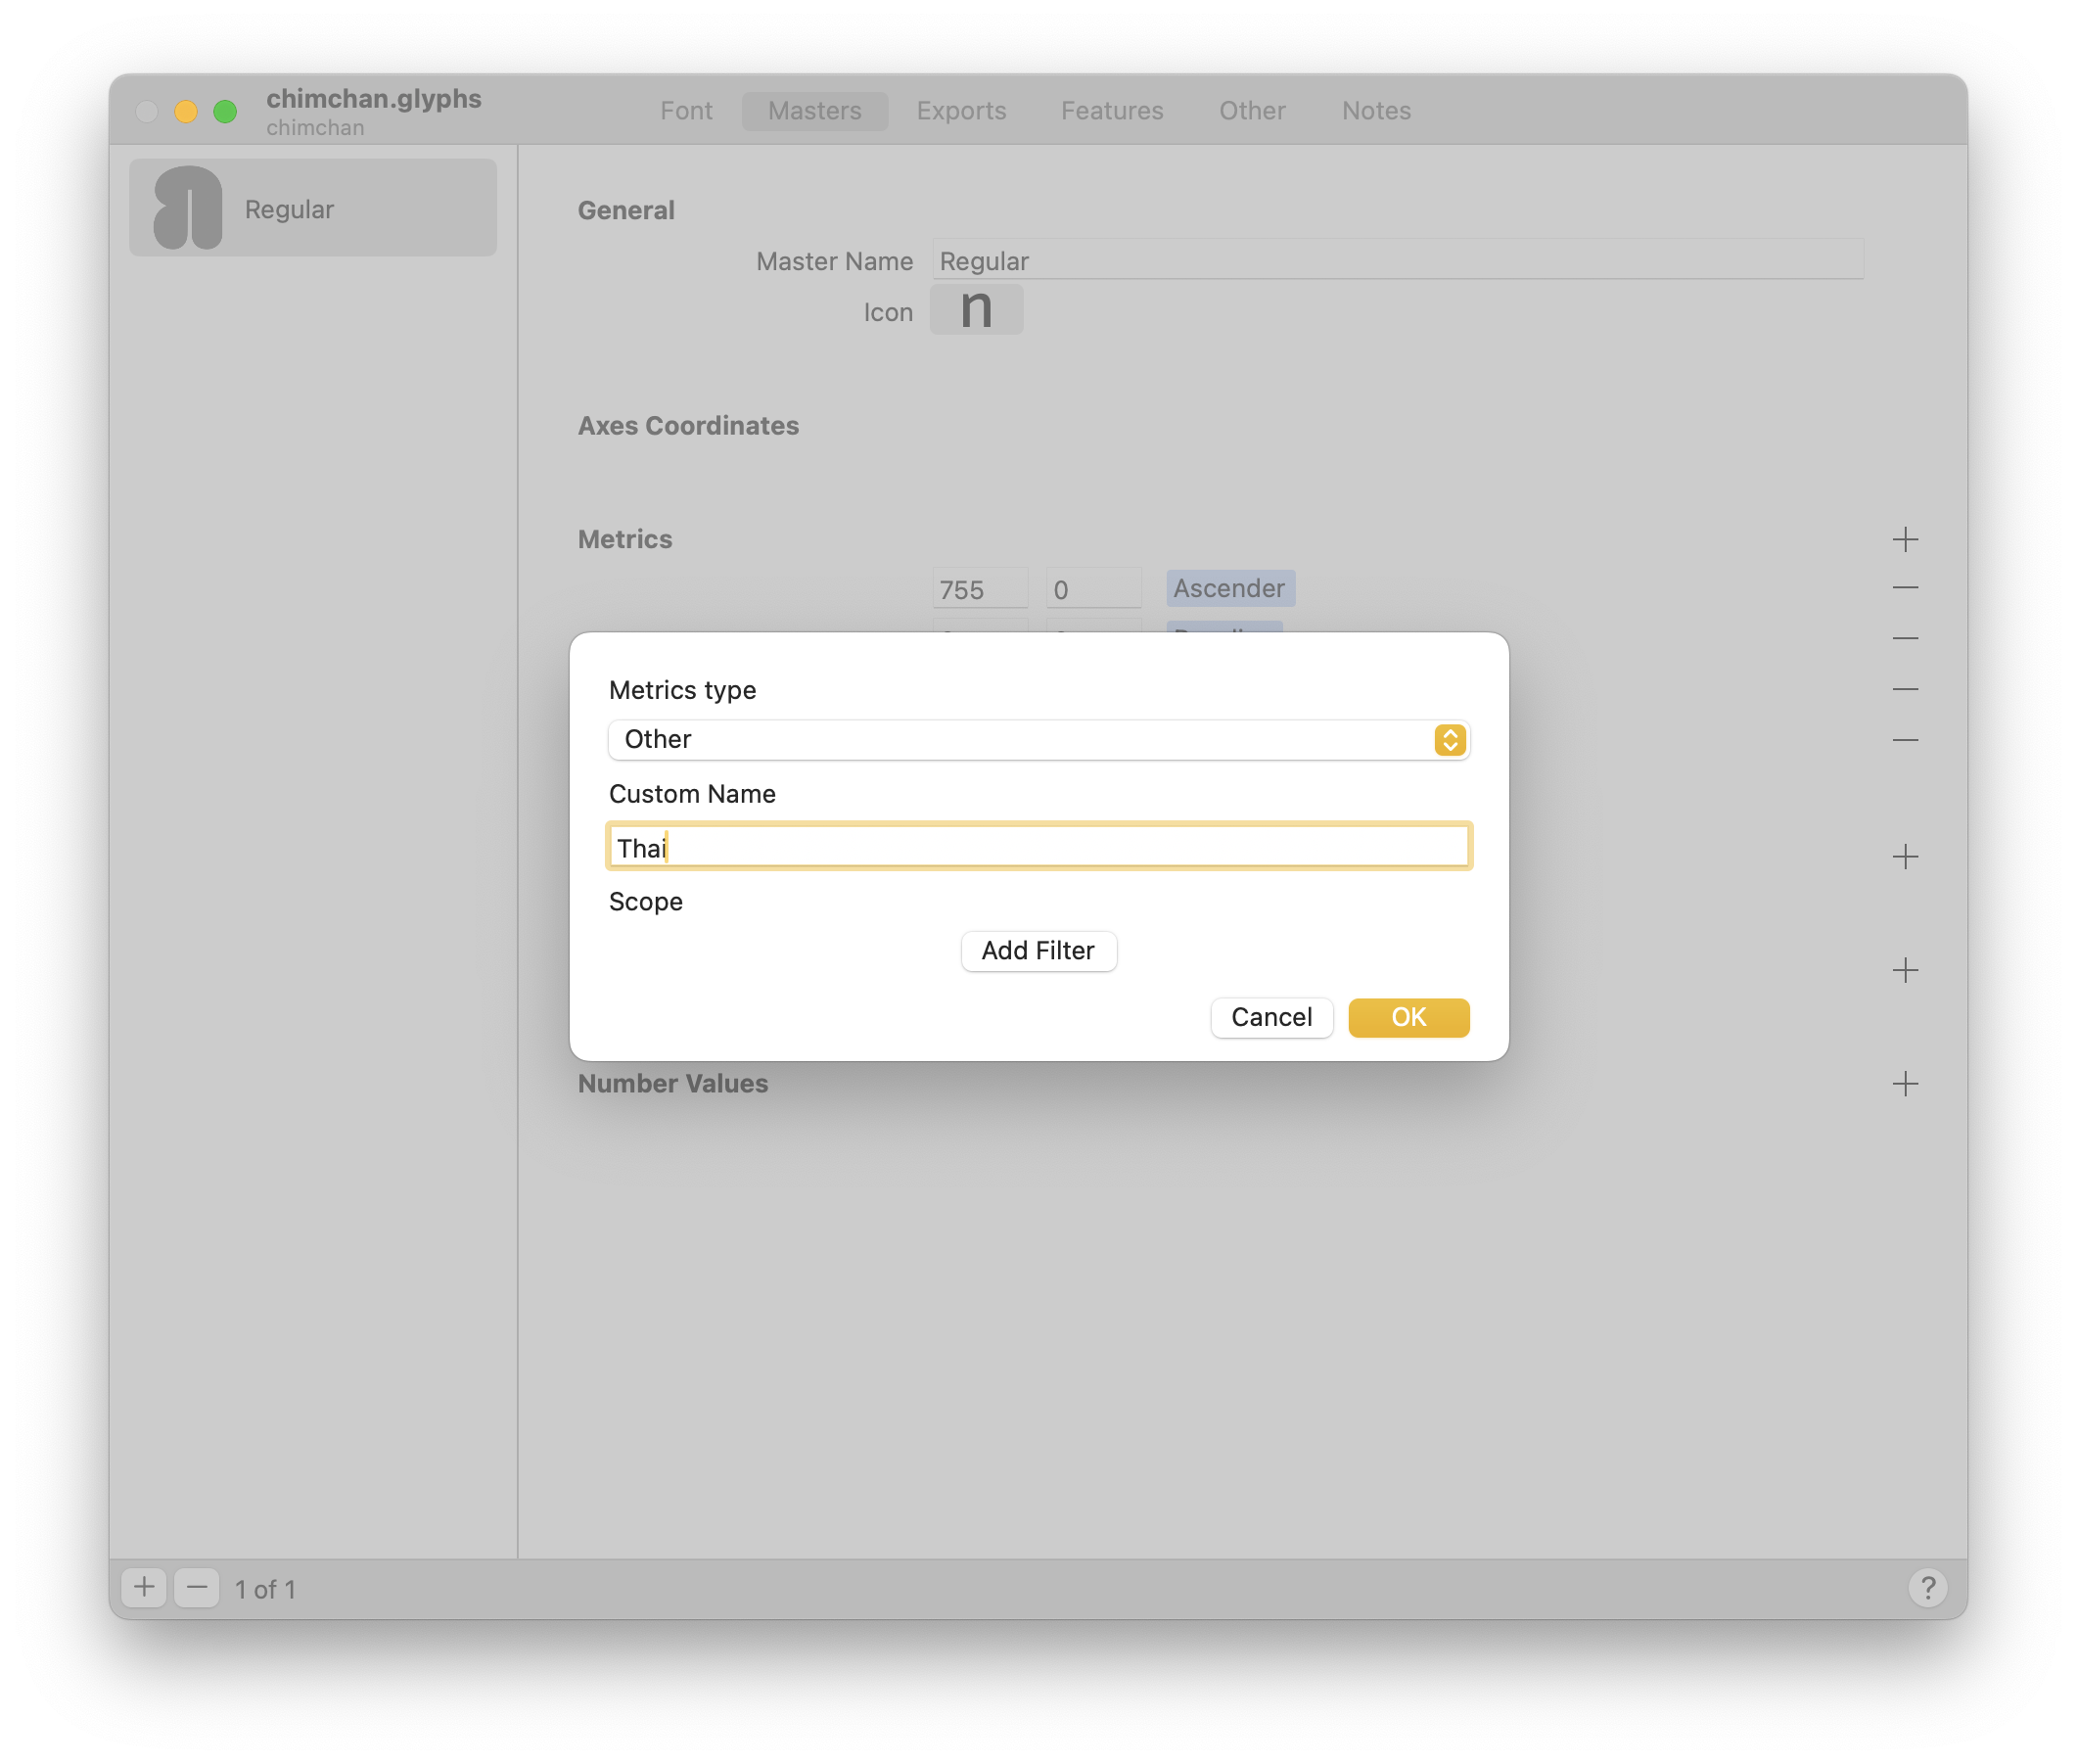 chimchan.glyphs
chimchan
Font Masters Exports Features Other Notes
Regular
General
Master Name Regular
Icon n
Axes Coordinates
Metrics
755 0 Ascender
Metrics type
Other
Custom Name
Thai
Scope
Add Filter
Cancel OK
Number Values
1 of 1
?